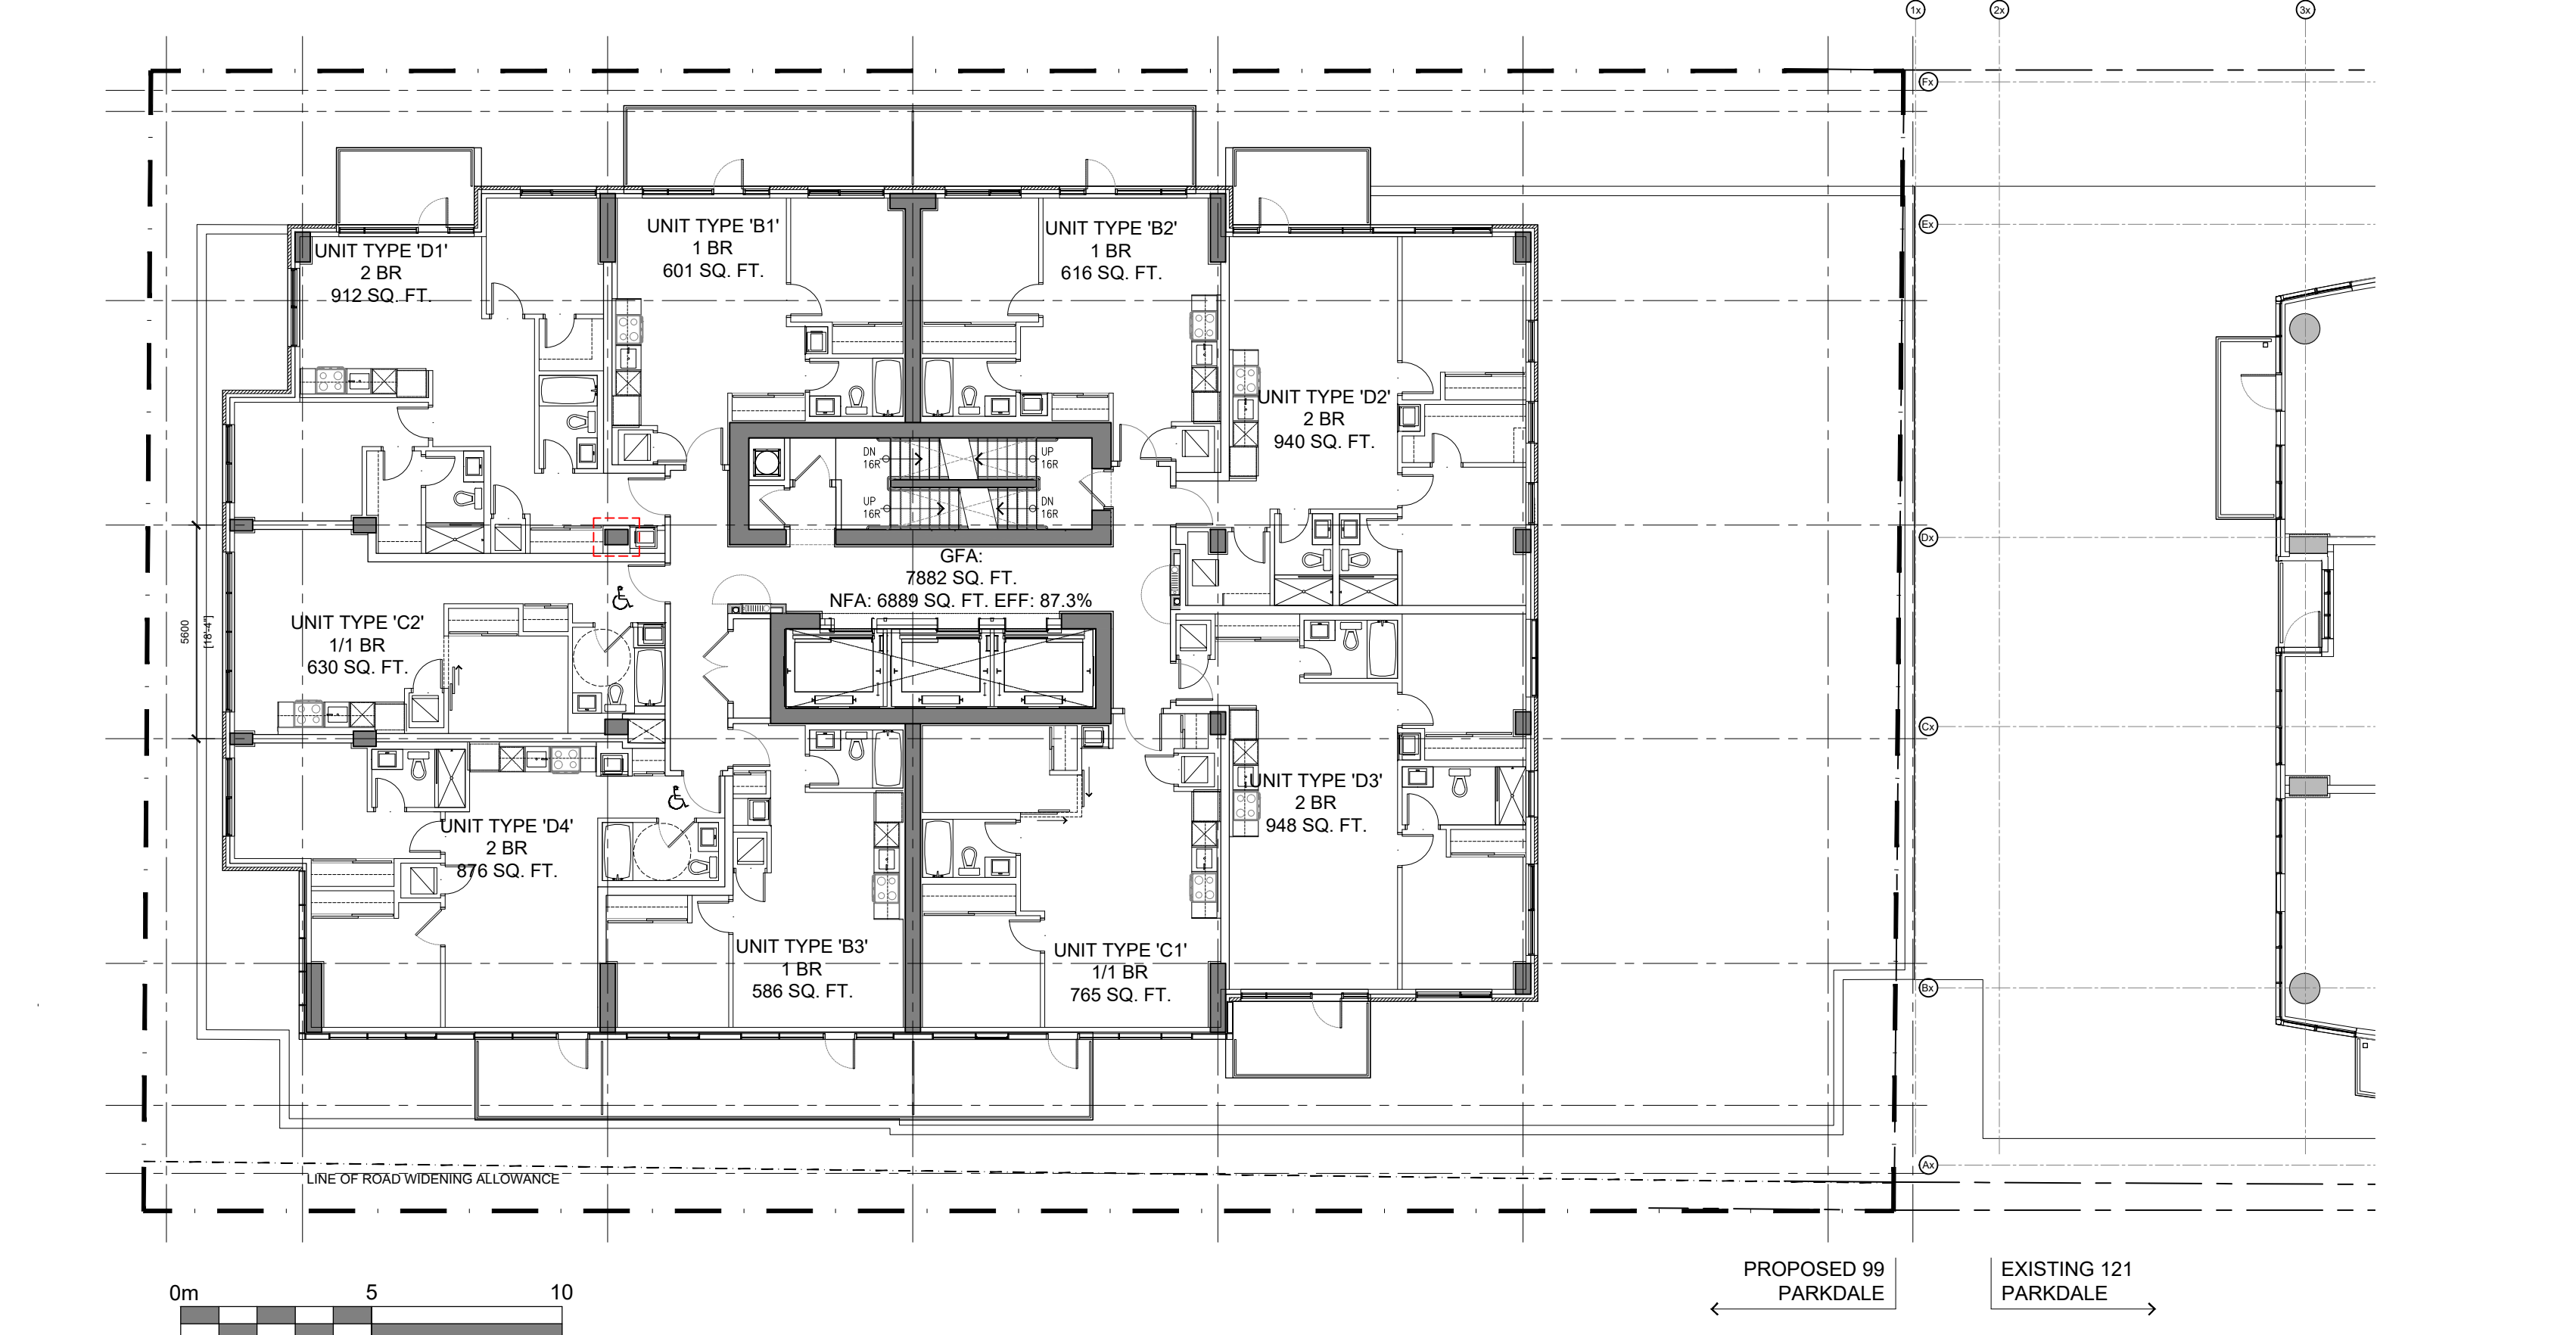 1x
2x
3x
Fx
UNIT TYPE 'D1'
2 BR
912 SQ. FT.
UNIT TYPE 'B1'
1 BR
601 SQ. FT.
UNIT TYPE 'B2'
1 BR
616 SQ. FT.
Ex
UNIT TYPE 'D2'
2 BR
940 SQ. FT.
DN
16R
UP
16R
UP
16R
DN
16R
Dx
GFA:
7882 SQ. FT.
NFA: 6889 SQ. FT. EFF: 87.3%
5600
[18'-4"]
UNIT TYPE 'C2'
1/1 BR
630 SQ. FT.
Cx
UNIT TYPE 'D4'
2 BR
876 SQ. FT.
UNIT TYPE 'D3'
2 BR
948 SQ. FT.
UNIT TYPE 'B3'
1 BR
586 SQ. FT.
UNIT TYPE 'C1'
1/1 BR
765 SQ. FT.
Bx
Ax
LINE OF ROAD WIDENING ALLOWANCE
0m
5
10
PROPOSED 99
PARKDALE
EXISTING 121
PARKDALE